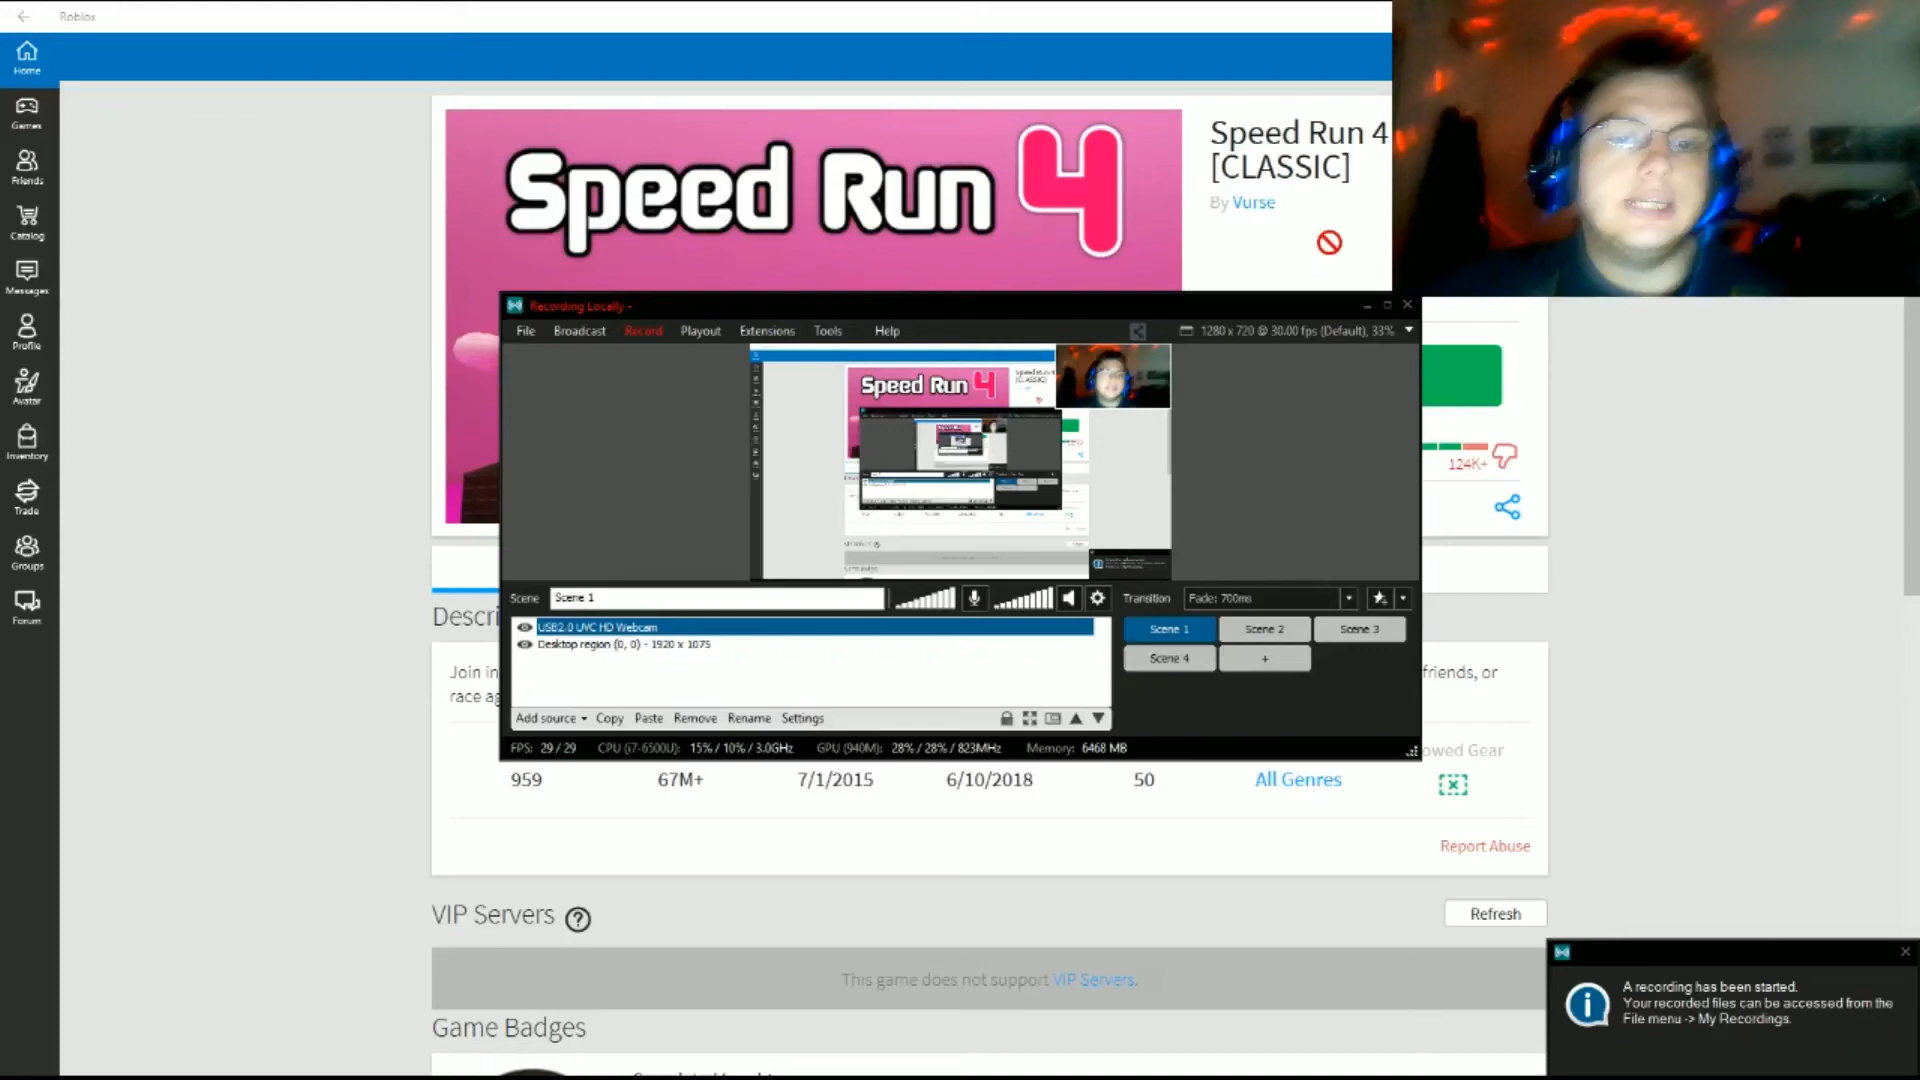 Roblox
Home
Games
Friends
Catalog
Messages
Profile
Avatar
Inventory
Trade
Groups
Forum
Speed Run 4
Speed Run 4
[CLASSIC]
By Vurse
124K+
Recording Locally -
File Broadcast Record Playout Extensions Tools Help 1280 x 720 @ 30.00 fps (Default), 33%
Speed Run 4
Scene Scene 1 Transition Fade: 700ms
USB2.0 UVC HD Webcam
Desktop region (0, 0) - 1920 x 1075
Scene 1 Scene 2 Scene 3
Scene 4 +
Add source Copy Paste Remove Rename Settings
FPS: 29 / 29 CPU (i7-6500U): 15% / 10% / 3.0GHz GPU (940M): 28% / 28% / 823MHz Memory: 6468 MB
Descri
Join in friends, or
race ag
owed Gear
959 67M+ 7/1/2015 6/10/2018 50 All Genres
Report Abuse
VIP Servers ?
Refresh
This game does not support VIP Servers.
Game Badges
A recording has been started.
Your recorded files can be accessed from the
File menu -> My Recordings.